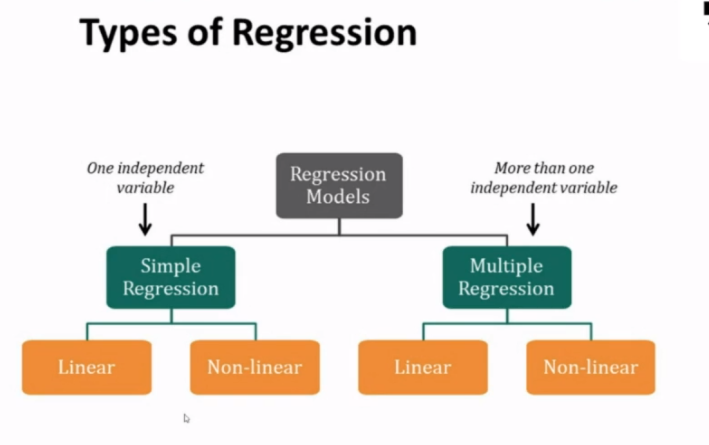 Types of Regression
One independent
variable
Regression
Models
More than one
independent variable
Simple
Regression
Multiple
Regression
Linear
Non-linear
Linear
Non-linear